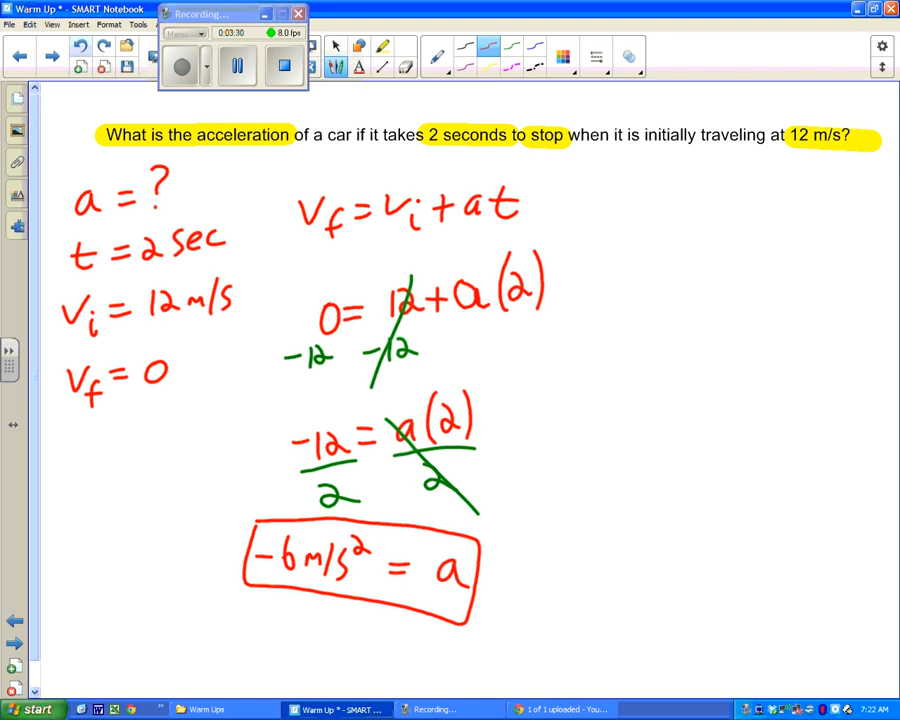 Warm Up * - SMART Notebook
Recording...
File Edit View Insert Format Tools
Menu
0:03:30
8.0 fps
What is the acceleration of a car if it takes 2 seconds to stop when it is initially traveling at 12 m/s?
a = ?
t = 2 sec
vi = 12 m/s
vf = 0
vf = vi + at
0 = 12 + a(2)
-12 -12
-12 = a(2)
2 2
-6 m/s² = a
start
Warm Ups
Warm Up * - SMART ...
Recording...
1 of 1 uploaded - You...
7:22 AM